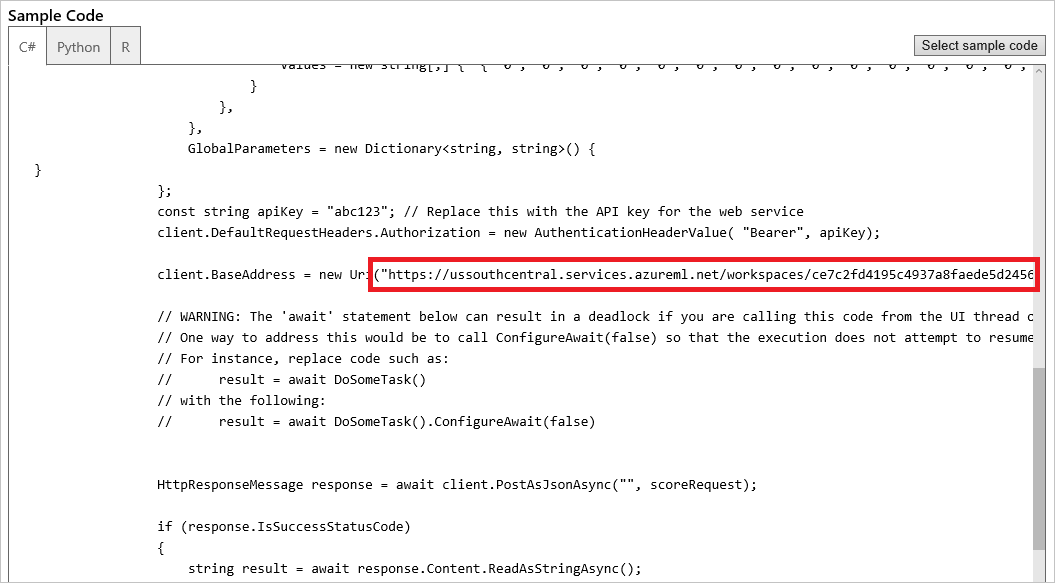 Sample Code
C# Python R
Select sample code
values = new string[,] { { "0", "0", "0", "0", "0", "0", "0", "0", "0", "0", "0", "0", "0", "0",
}
},
},
GlobalParameters = new Dictionary<string, string>() {
}
};
const string apiKey = "abc123"; // Replace this with the API key for the web service
client.DefaultRequestHeaders.Authorization = new AuthenticationHeaderValue( "Bearer", apiKey);
client.BaseAddress = new Uri("https://ussouthcentral.services.azureml.net/workspaces/ce7c2fd4195c4937a8faede5d2456
// WARNING: The 'await' statement below can result in a deadlock if you are calling this code from the UI thread o
// One way to address this would be to call ConfigureAwait(false) so that the execution does not attempt to resume
// For instance, replace code such as:
// result = await DoSomeTask()
// with the following:
// result = await DoSomeTask().ConfigureAwait(false)
HttpResponseMessage response = await client.PostAsJsonAsync("", scoreRequest);
if (response.IsSuccessStatusCode)
{
string result = await response.Content.ReadAsStringAsync();